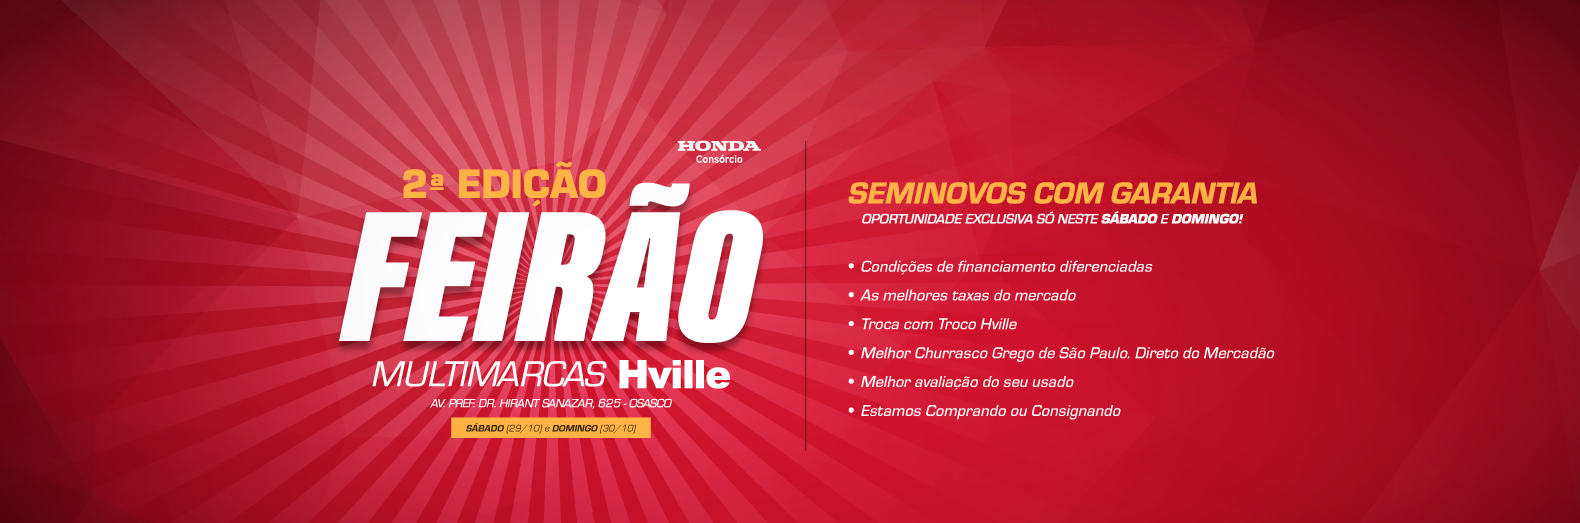 HONDA
Consórcio
2ª EDIÇÃO
FEIRÃO
MULTIMARCAS Hville
AV. PREF. DR. HIRANT SANAZAR, 625 - OSASCO
SÁBADO (29/10) e DOMINGO (30/10)
SEMINOVOS COM GARANTIA
OPORTUNIDADE EXCLUSIVA SÓ NESTE SÁBADO E DOMINGO!
• Condições de financiamento diferenciadas
• As melhores taxas do mercado
• Troca com Troco Hville
• Melhor Churrasco Grego de São Paulo. Direto do Mercadão
• Melhor avaliação do seu usado
• Estamos Comprando ou Consignando